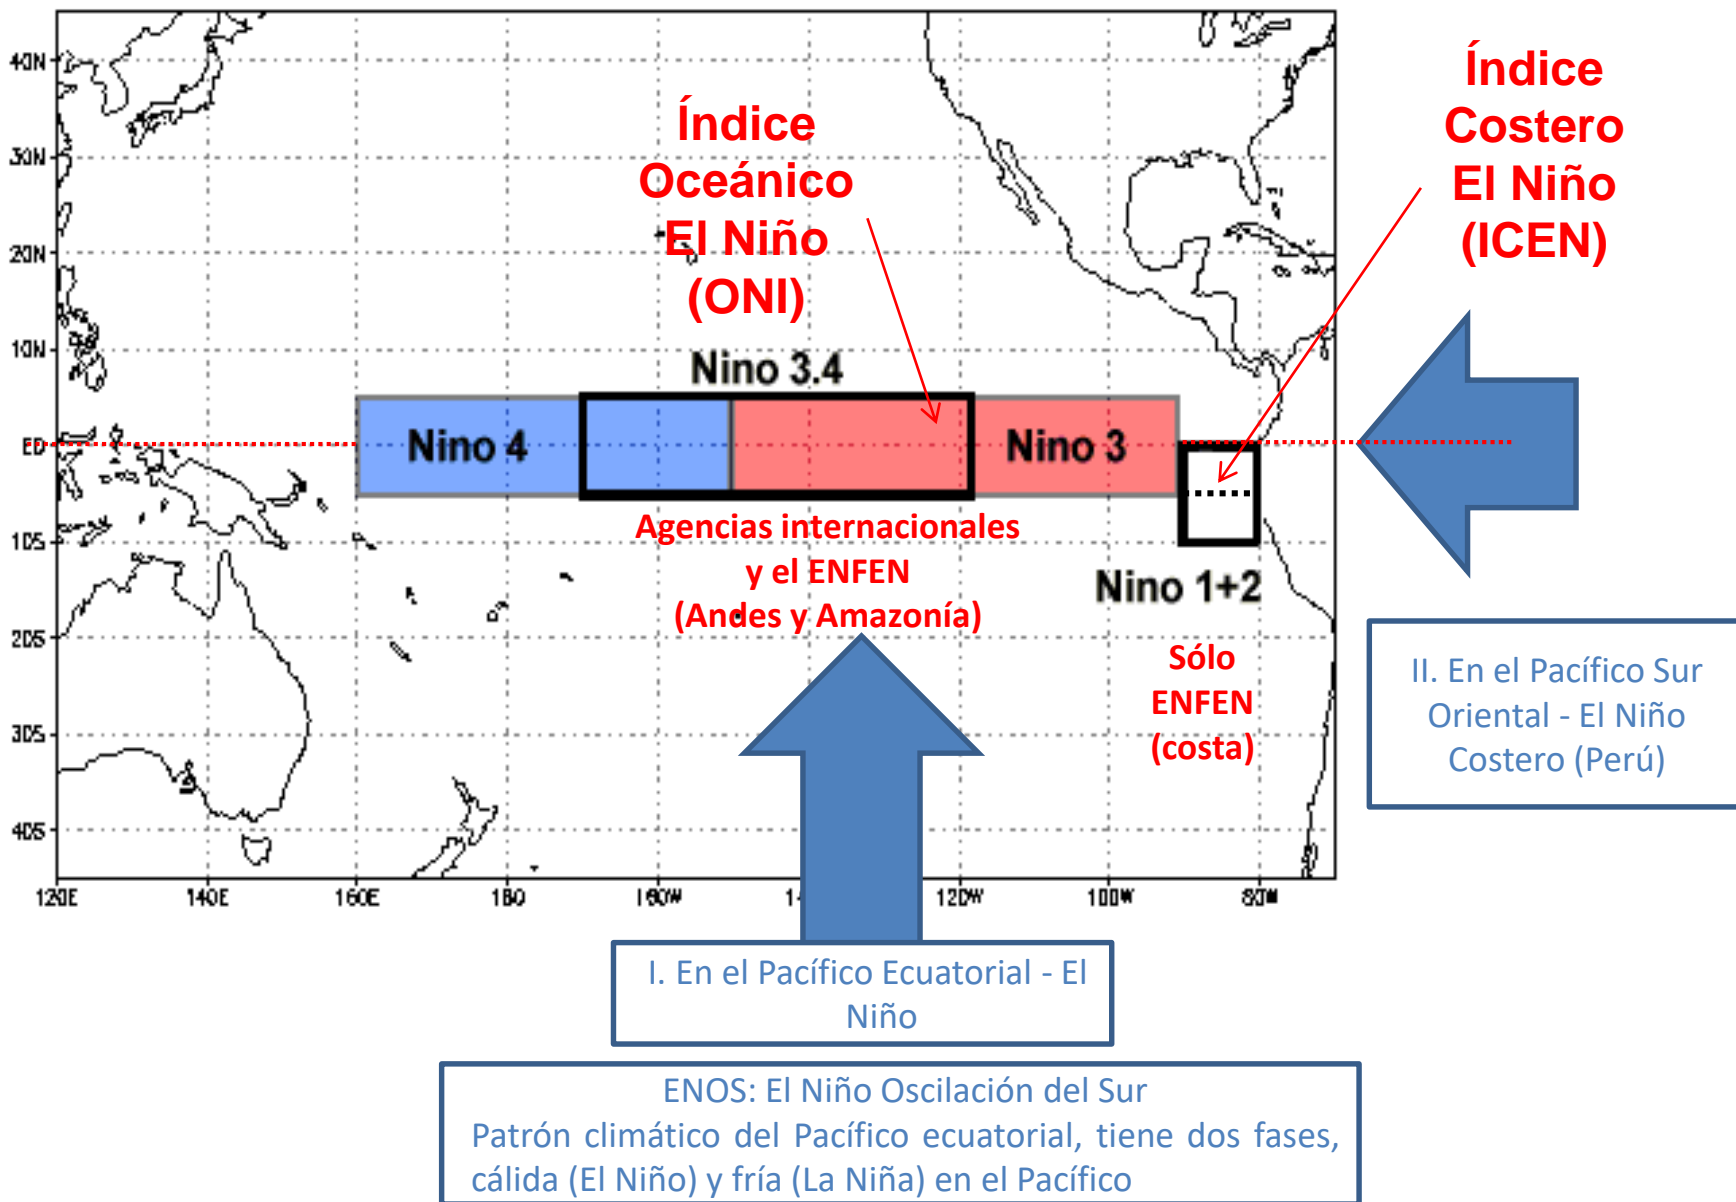 40N
30N
20N
10N
EQ
10S
20S
30S
40S
120E
140E
160E
180
160W
120W
100W
80W
Índice
Oceánico
El Niño
(ONI)
Índice
Costero
El Niño
(ICEN)
Nino 3.4
Nino 4
Nino 3
Nino 1+2
Agencias internacionales
y el ENFEN
(Andes y Amazonía)
Sólo
ENFEN
(costa)
II. En el Pacífico Sur
Oriental - El Niño
Costero (Perú)
I. En el Pacífico Ecuatorial - El
Niño
ENOS: El Niño Oscilación del Sur
Patrón climático del Pacífico ecuatorial, tiene dos fases,
cálida (El Niño) y fría (La Niña) en el Pacífico